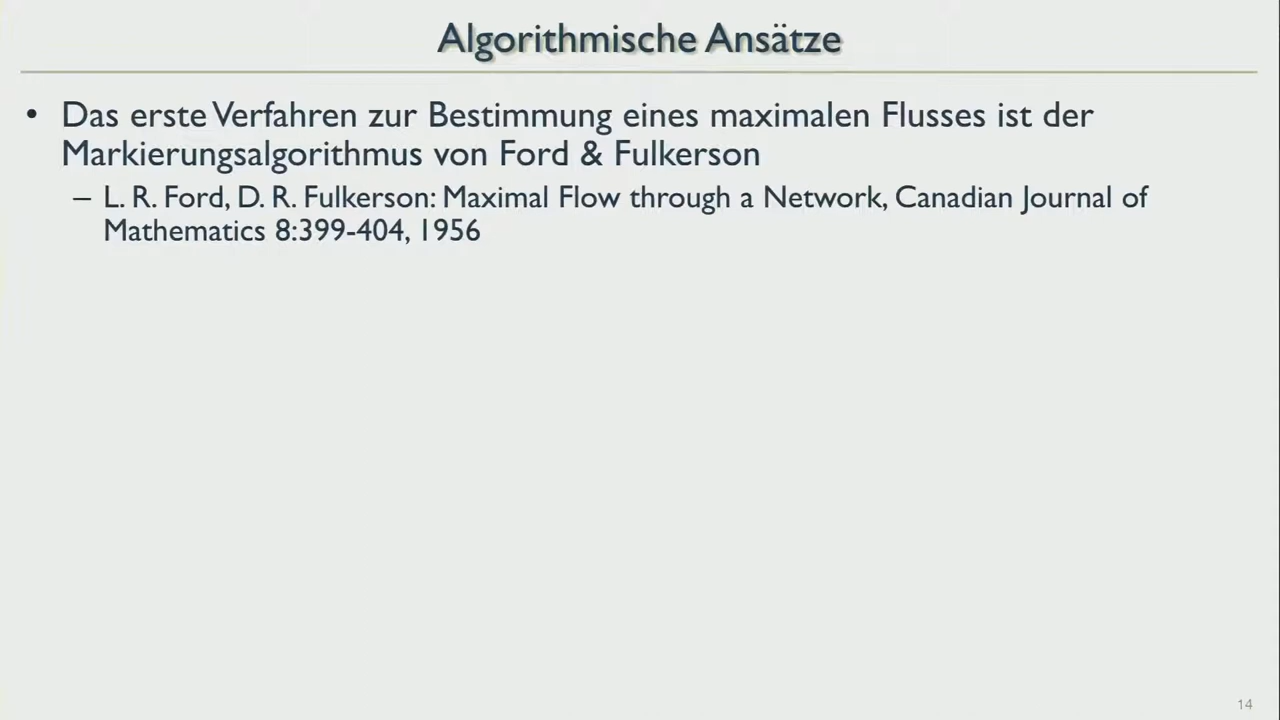 Algorithmische Ansätze
• Das erste Verfahren zur Bestimmung eines maximalen Flusses ist der
Markierungsalgorithmus von Ford & Fulkerson
– L. R. Ford, D. R. Fulkerson: Maximal Flow through a Network, Canadian Journal of
Mathematics 8:399-404, 1956
14